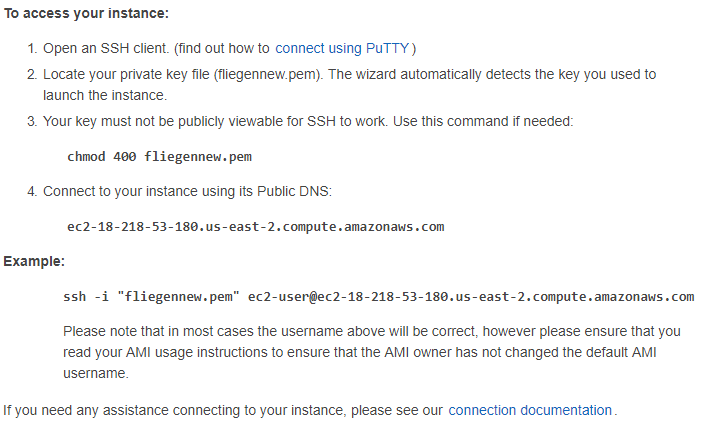 To access your instance:
1. Open an SSH client. (find out how to connect using PuTTY)
2. Locate your private key file (fliegennew.pem). The wizard automatically detects the key you used to
launch the instance.
3. Your key must not be publicly viewable for SSH to work. Use this command if needed:
chmod 400 fliegennew.pem
4. Connect to your instance using its Public DNS:
ec2-18-218-53-180.us-east-2.compute.amazonaws.com
Example:
ssh -i "fliegennew.pem" ec2-user@ec2-18-218-53-180.us-east-2.compute.amazonaws.com
Please note that in most cases the username above will be correct, however please ensure that you
read your AMI usage instructions to ensure that the AMI owner has not changed the default AMI
username.
If you need any assistance connecting to your instance, please see our connection documentation.